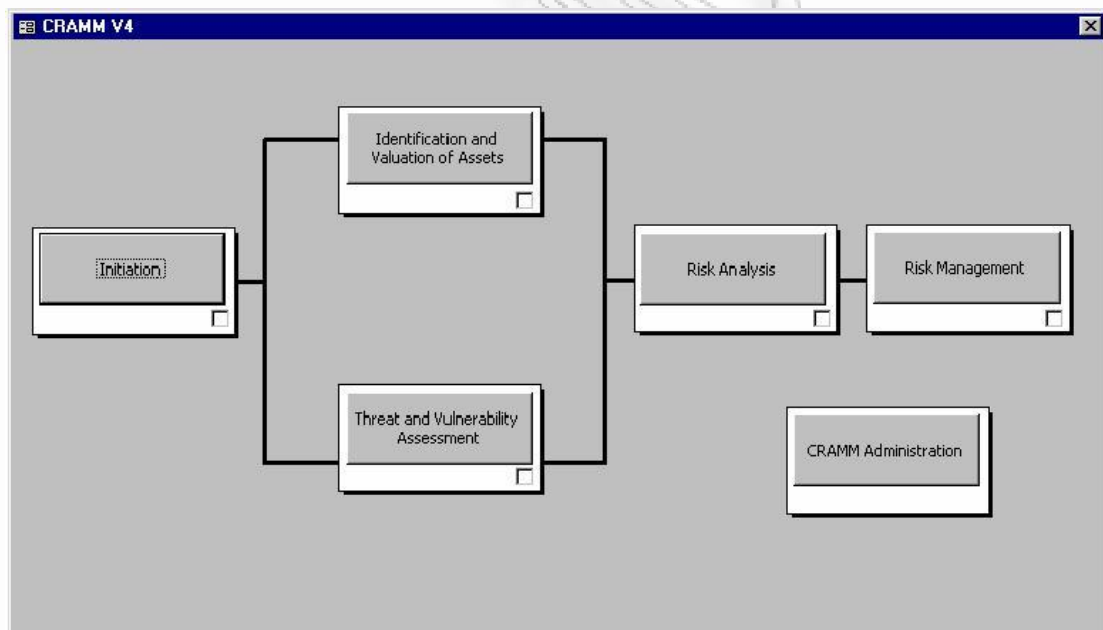 CRAMM V4
Identification and
Valuation of Assets
Initiation
Risk Analysis
Risk Management
Threat and Vulnerability
Assessment
CRAMM Administration